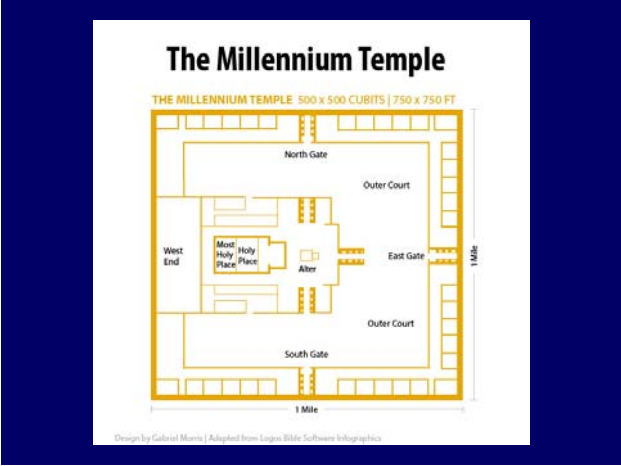 The Millennium Temple
THE MILLENNIUM TEMPLE 500 x 500 CUBITS | 750 x 750 FT
North Gate
Outer Court
West
End
Most
Holy
Place
Holy
Place
Alter
East Gate
1 Mile
Outer Court
South Gate
1 Mile
Design by Gabriel Morris | Adapted from Logos Bible Software Infographics